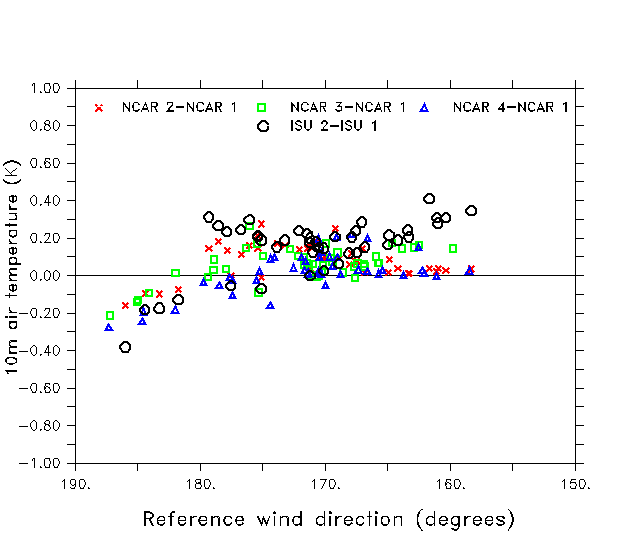 1.00
× NCAR 2−NCAR 1 □ NCAR 3−NCAR 1 △ NCAR 4−NCAR 1
0.80
○ ISU 2−ISU 1
0.60
0.40
0.20
0.00
−0.20
−0.40
−0.60
−0.80
−1.00
10m air temperature (K)
190. 180. 170. 160. 150.
Reference wind direction (degrees)